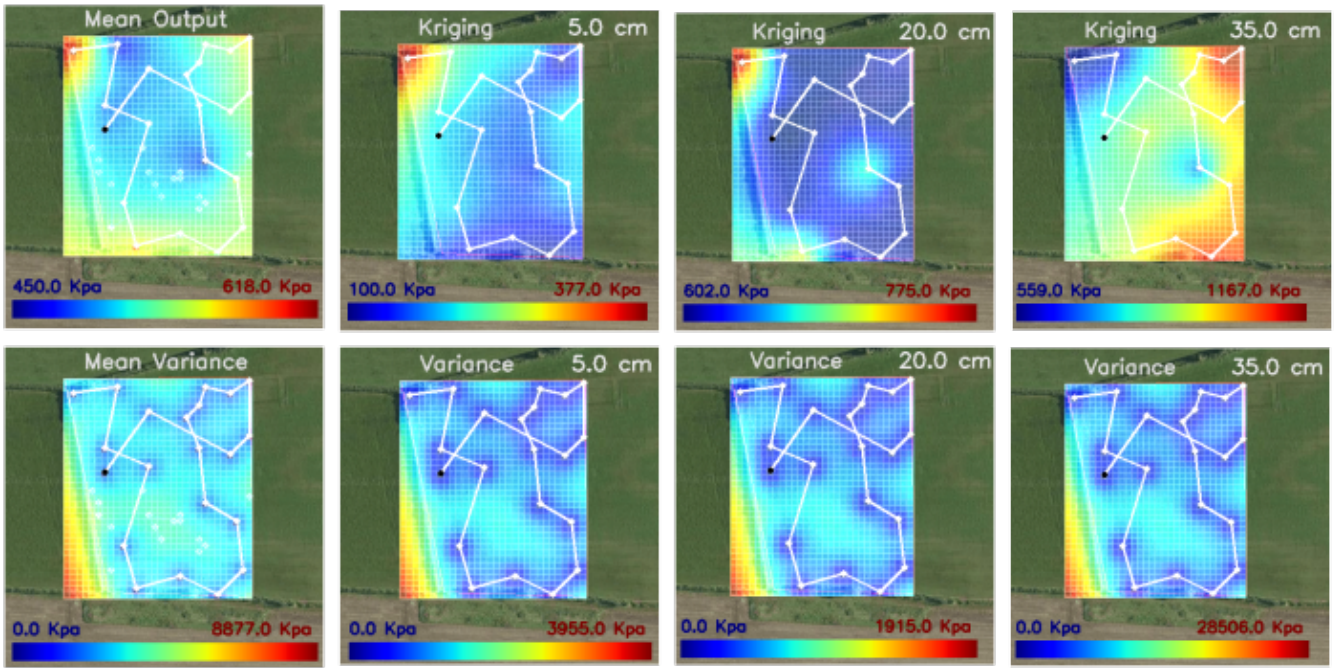 Mean Output
450.0 Kpa 618.0 Kpa
Kriging 5.0 cm
100.0 Kpa 377.0 Kpa
Kriging 20.0 cm
602.0 Kpa 775.0 Kpa
Kriging 35.0 cm
559.0 Kpa 1167.0 Kpa
Mean Variance
0.0 Kpa 8877.0 Kpa
Variance 5.0 cm
0.0 Kpa 3955.0 Kpa
Variance 20.0 cm
0.0 Kpa 1915.0 Kpa
Variance 35.0 cm
0.0 Kpa 28506.0 Kpa